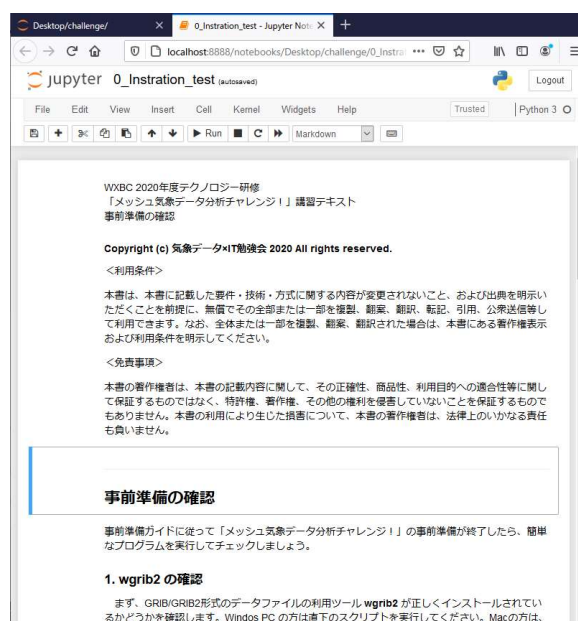 Desktop/challenge/
0_Instration_test - Jupyter Note
localhost:8888/notebooks/Desktop/challenge/0_Instra
jupyter 0_Instration_test (autosaved)
Logout
File Edit View Insert Cell Kernel Widgets Help
Trusted
Python 3
Run
Markdown
WXBC 2020年度テクノロジー研修
「メッシュ気象データ分析チャレンジ！」講習テキスト
事前準備の確認
Copyright (c) 気象データ×IT勉強会 2020 All rights reserved.
＜利用条件＞
本書は、本書に記載した要件・技術・方式に関する内容が変更されないこと、および出典を明示い
ただくことを前提に、無償でその全部または一部を複製、翻案、翻訳、転記、引用、公衆送信等し
て利用できます。なお、全体または一部を複製、翻案、翻訳された場合は、本書にある著作権表示
および利用条件を明示してください。
＜免責事項＞
本書の著作権者は、本書の記載内容に関して、その正確性、商品性、利用目的への適合性等に関し
て保証するものではなく、特許権、著作権、その他の権利を侵害していないことを保証するもので
もありません。本書の利用により生じた損害について、本書の著作権者は、法律上のいかなる責任
も負いません。
事前準備の確認
事前準備ガイドに従って「メッシュ気象データ分析チャレンジ！」の事前準備が終了したら、簡単
なプログラムを実行してチェックしましょう。
1. wgrib2 の確認
まず、GRIB/GRIB2形式のデータファイルの利用ツール wgrib2 が正しくインストールされてい
るかどうかを確認します。Windos PC の方は直下のスクリプトを実行してください。Macの方は、